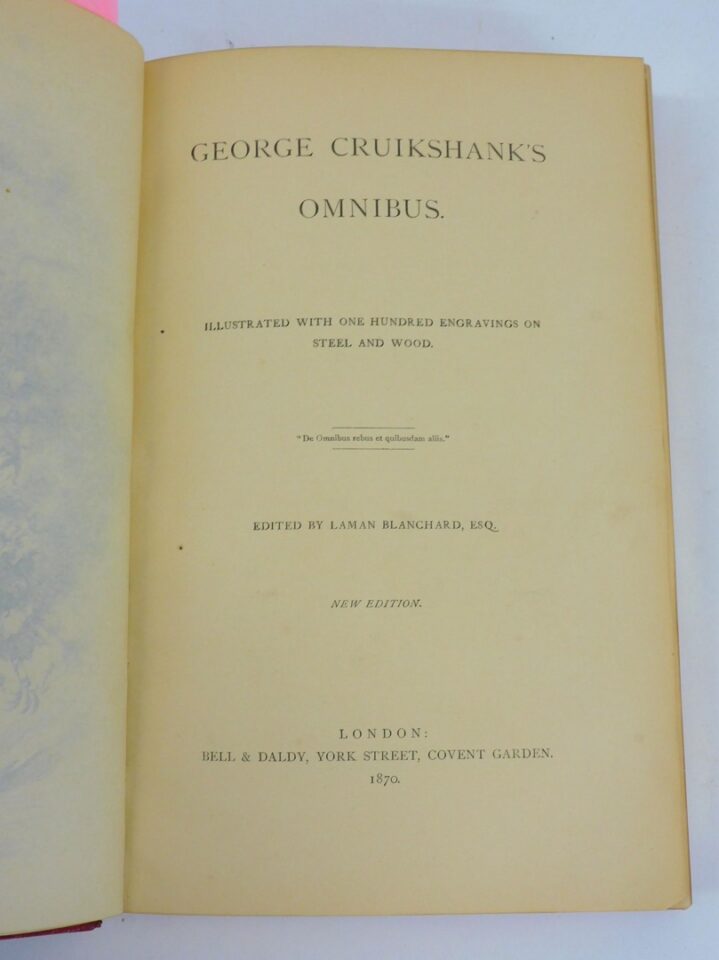 GEORGE CRUIKSHANK'S
OMNIBUS.
ILLUSTRATED WITH ONE HUNDRED ENGRAVINGS ON
STEEL AND WOOD.
"De Omnibus rebus et quibusdam aliis."
EDITED BY LAMAN BLANCHARD, ESQ.
NEW EDITION.
LONDON:
BELL & DALDY, YORK STREET, COVENT GARDEN.
1870.